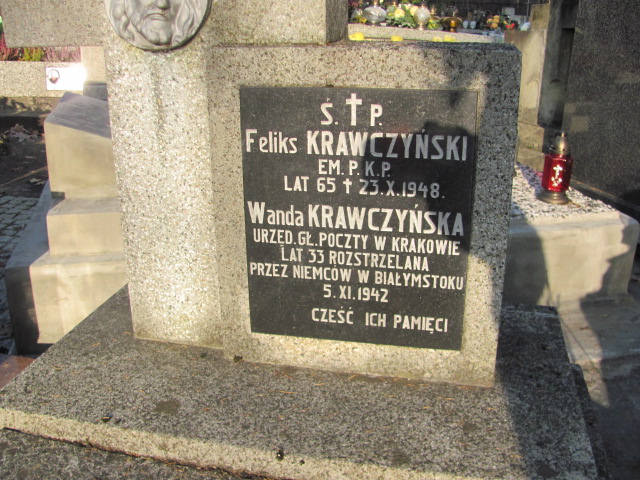 Ś. † P.
Feliks KRAWCZYŃSKI
EM. P. K. P.
LAT 65 † 23.X.1948.
Wanda KRAWCZYŃSKA
URZĘD. GŁ. POCZTY W KRAKOWIE
LAT 33 ROZSTRZELANA
PRZEZ NIEMCÓW W BIAŁYMSTOKU
5.XI.1942
CZEŚĆ ICH PAMIĘCI